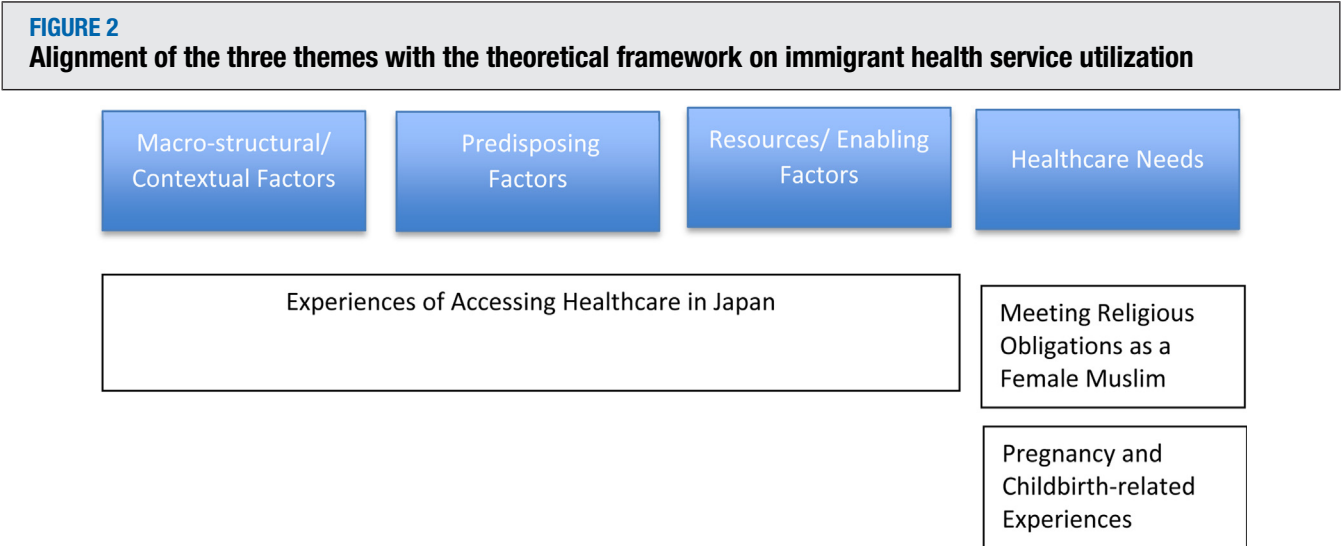 FIGURE 2
Alignment of the three themes with the theoretical framework on immigrant health service utilization
Macro-structural/
Contextual Factors
Predisposing
Factors
Resources/ Enabling
Factors
Healthcare Needs
Experiences of Accessing Healthcare in Japan
Meeting Religious
Obligations as a
Female Muslim
Pregnancy and
Childbirth-related
Experiences